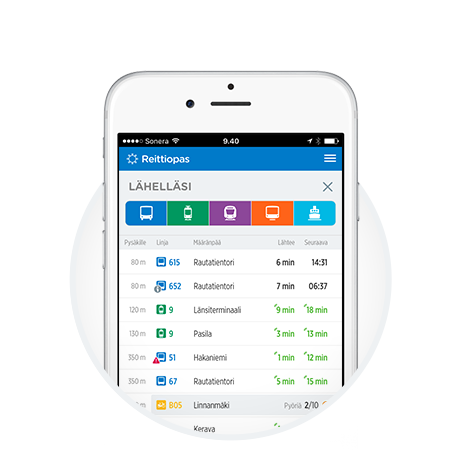 Sonera 9.40
Reittiopas
LÄHELLÄSI
Pysäkille Linja Määränpää Lähtee Seuraava
80 m 615 Rautatientori 6 min 14:31
80 m 652 Rautatientori 7 min 06:37
120 m 9 Länsiterminaali 9 min 18 min
130 m 9 Pasila 3 min 13 min
350 m 51 Hakaniemi 1 min 12 min
350 m 67 Rautatientori 5 min 15 min
m B05 Linnanmäki Pyöriä 2/10
Kerava 8 min